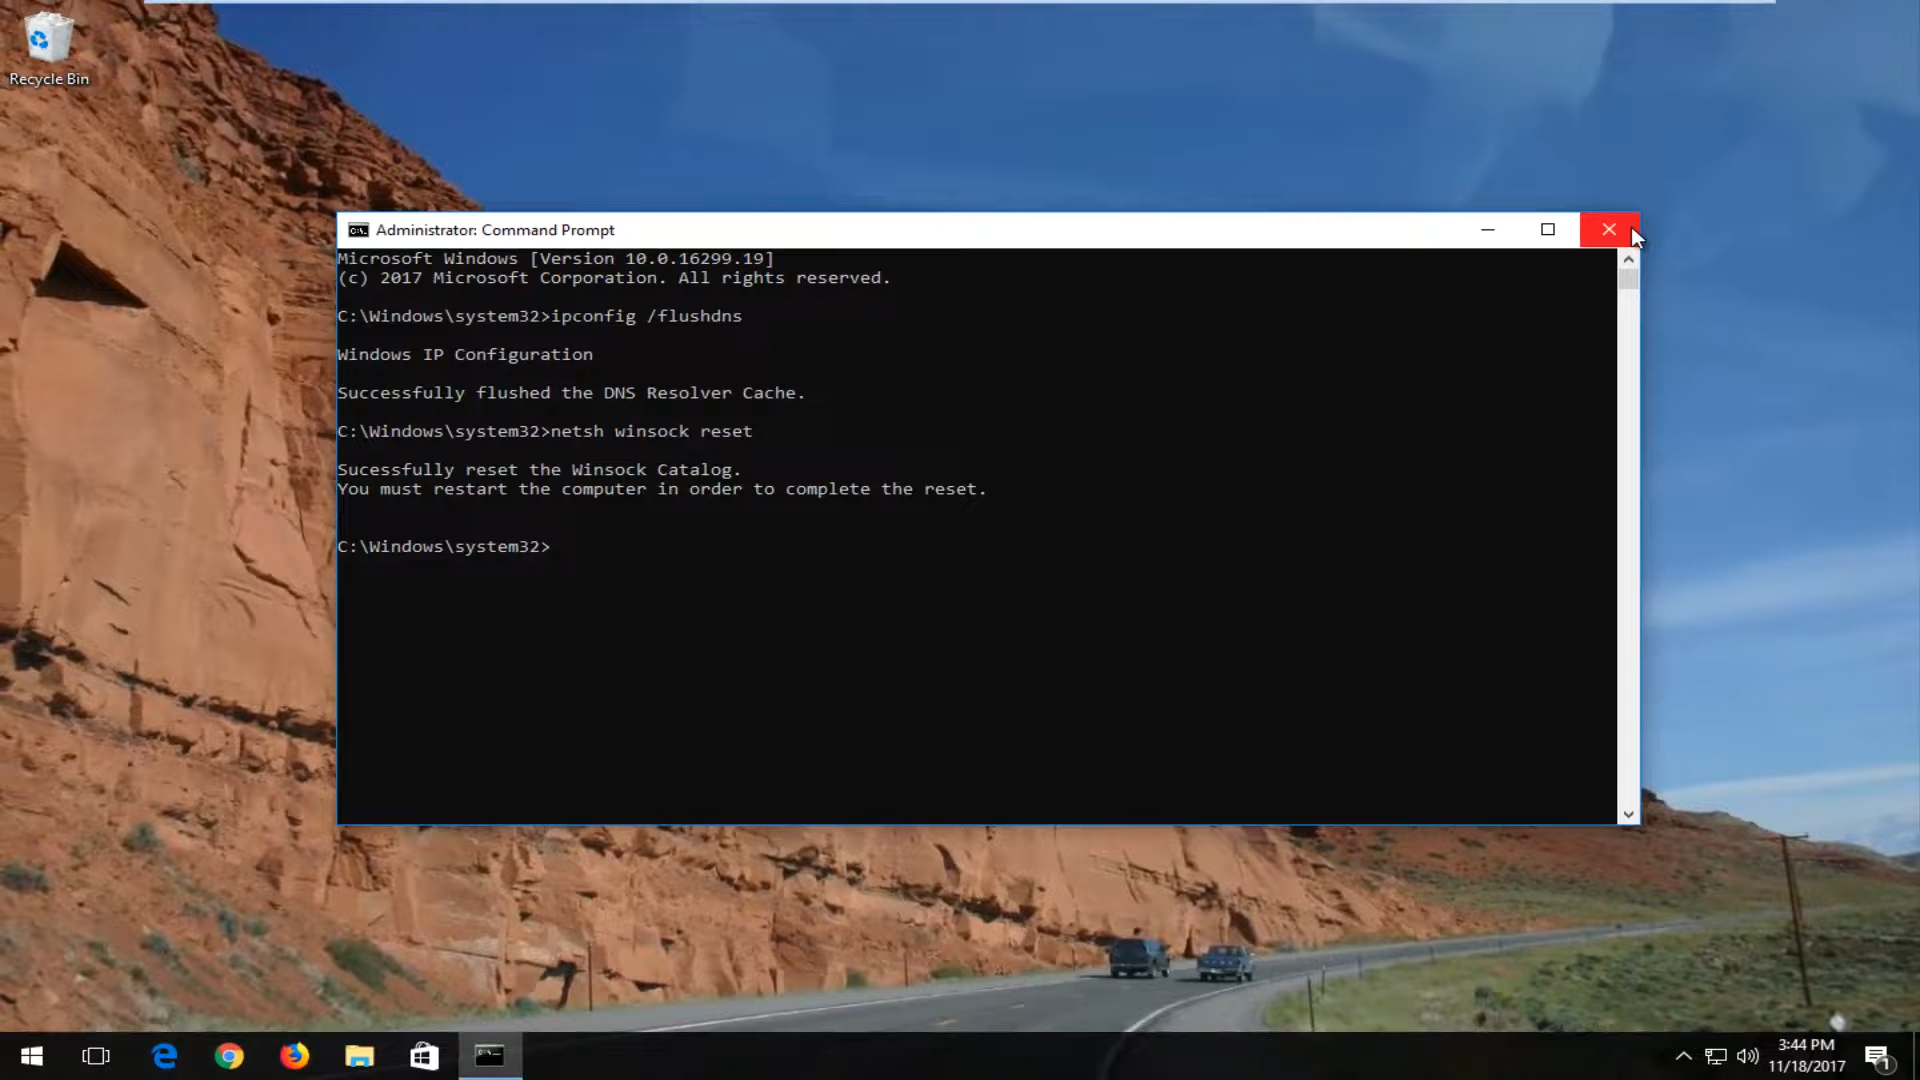 Recycle Bin
Administrator: Command Prompt
Microsoft Windows [Version 10.0.16299.19]
(c) 2017 Microsoft Corporation. All rights reserved.
C:\Windows\system32>ipconfig /flushdns
Windows IP Configuration
Successfully flushed the DNS Resolver Cache.
C:\Windows\system32>netsh winsock reset
Sucessfully reset the Winsock Catalog.
You must restart the computer in order to complete the reset.
C:\Windows\system32>
3:44 PM
11/18/2017
1